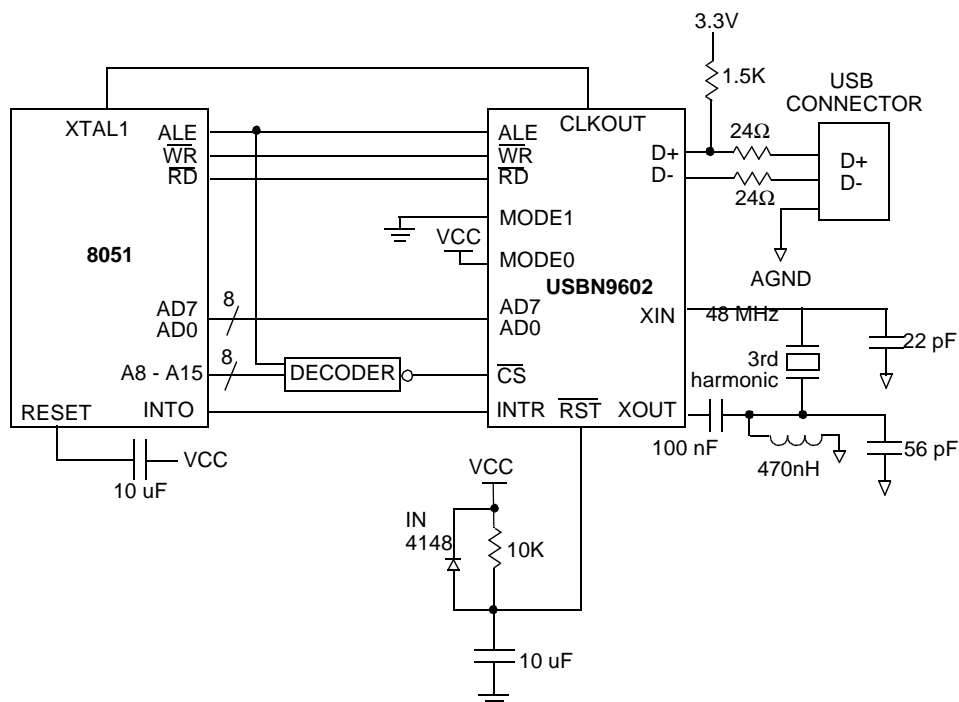 3.3V
1.5K
USB
CONNECTOR
XTAL1
CLKOUT
ALE
WR
RD
ALE
WR
RD
D+
D-
24Ω
24Ω
D+
D-
MODE1
VCC
MODE0
AGND
8051
USBN9602
AD7
AD0
8
AD7
AD0
XIN
48 MHz
22 pF
3rd
harmonic
A8 - A15
8
DECODER
CS
RESET
INTO
INTR
RST
XOUT
100 nF
470nH
56 pF
VCC
10 uF
VCC
IN
4148
10K
10 uF